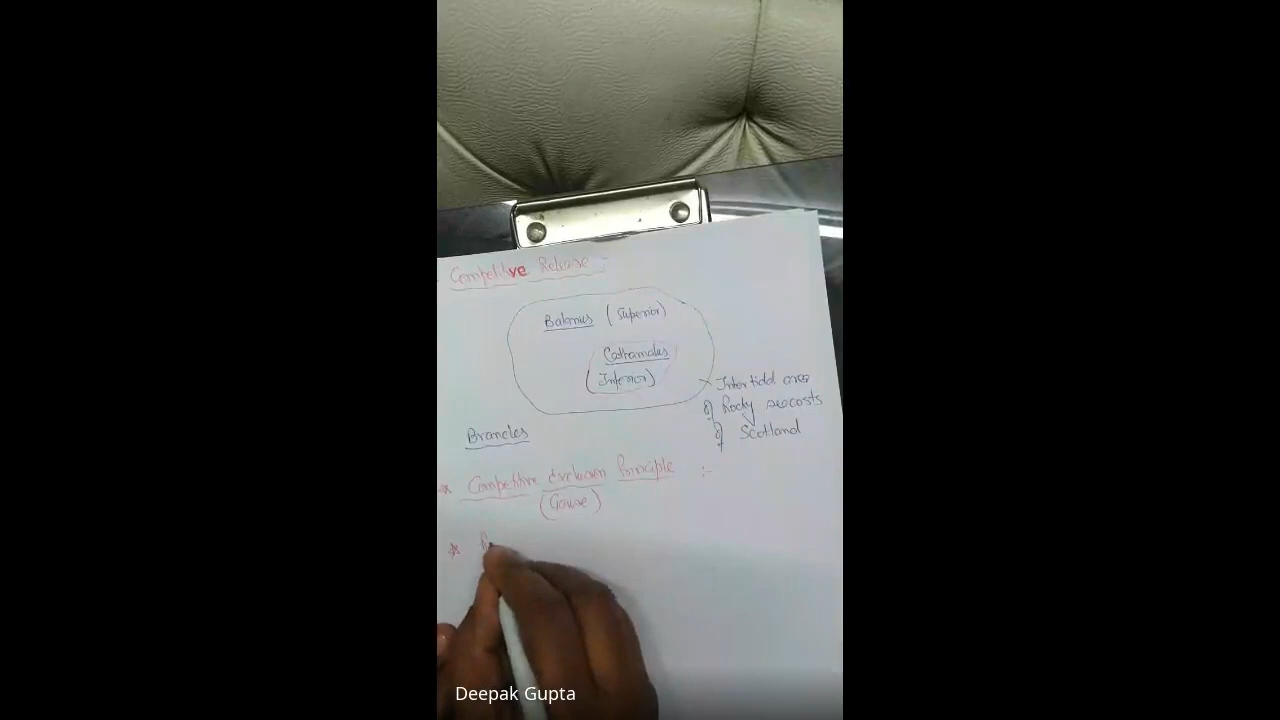 Competitive Release :-
Balanus (Superior)
Cathamalus
(Inferior)
Intertidal area
of Rocky seacosts
of Scotland
Brancles
* Competitive Exclusion Principle :-
(Gause)
*
Deepak Gupta